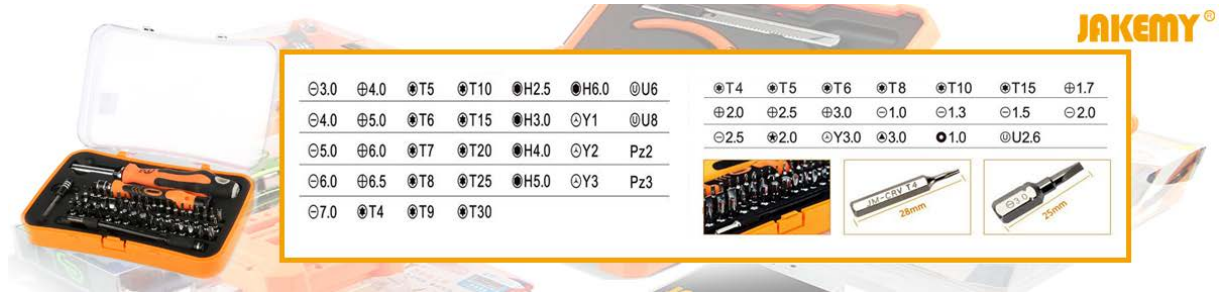 JAKEMY®
⊖3.0 ⊕4.0 T5 T10 H2.5 H6.0 U6
⊖4.0 ⊕5.0 T6 T15 H3.0 Y1 U8
⊖5.0 ⊕6.0 T7 T20 H4.0 Y2 Pz2
⊖6.0 ⊕6.5 T8 T25 H5.0 Y3 Pz3
⊖7.0 T4 T9 T30
T4 T5 T6 T8 T10 T15 ⊕1.7
⊕2.0 ⊕2.5 ⊕3.0 ⊖1.0 ⊖1.3 ⊖1.5 ⊖2.0
⊖2.5 2.0 Y3.0 3.0 1.0 U2.6
JM-CRV T4
28mm
⊖3.0
25mm